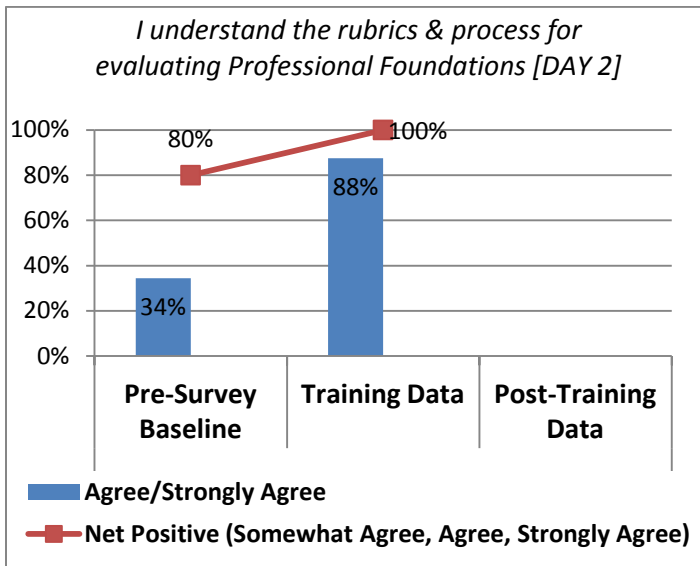 I understand the rubrics & process for
evaluating Professional Foundations [DAY 2]
100%
80%
60%
40%
20%
0%
80%
100%
34%
88%
Pre-Survey
Baseline
Training Data
Post-Training
Data
Agree/Strongly Agree
Net Positive (Somewhat Agree, Agree, Strongly Agree)